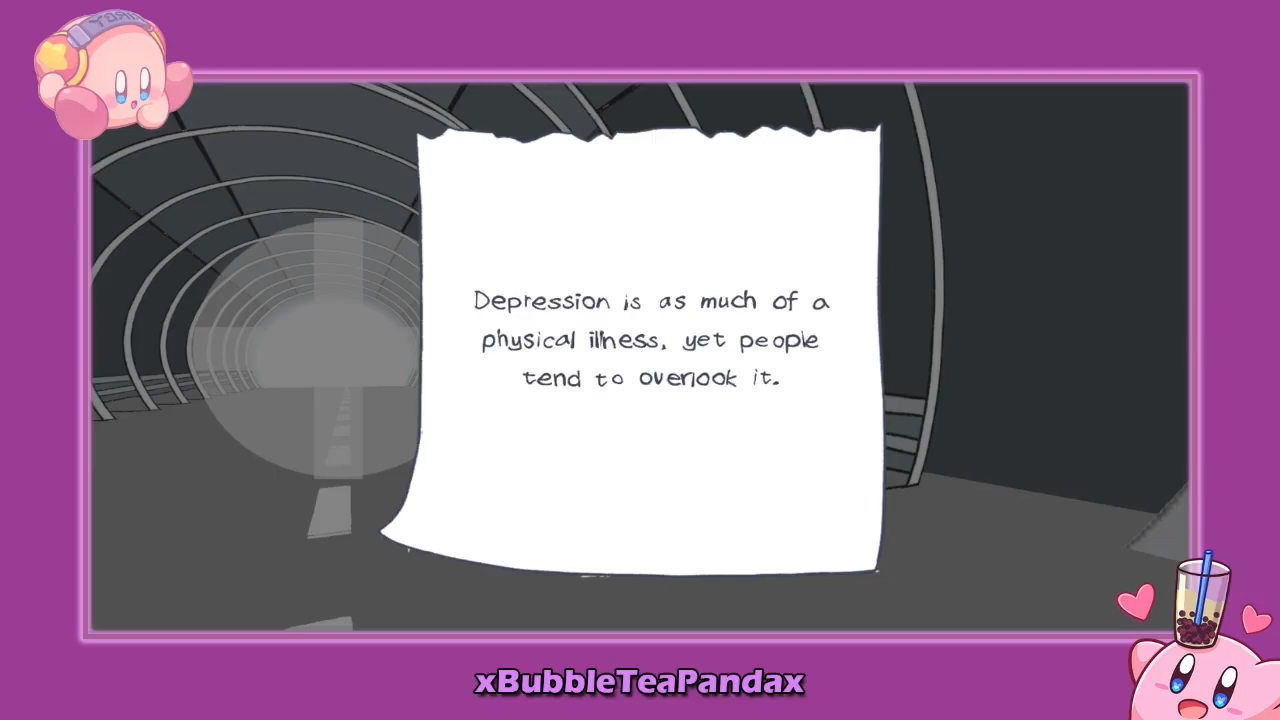 Depression is as much of a
physical illness, yet people
tend to overlook it.
xBubbleTeaPandax